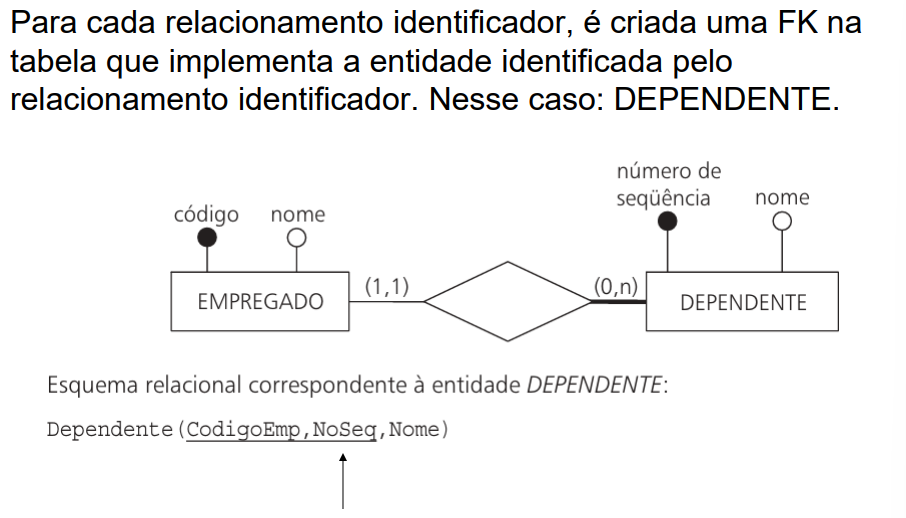 Para cada relacionamento identificador, é criada uma FK na
tabela que implementa a entidade identificada pelo
relacionamento identificador. Nesse caso: DEPENDENTE.
número de
seqüência
nome
código
nome
(1,1)
(0,n)
EMPREGADO
DEPENDENTE
Esquema relacional correspondente à entidade DEPENDENTE:
Dependente(CodigoEmp,NoSeq,Nome)